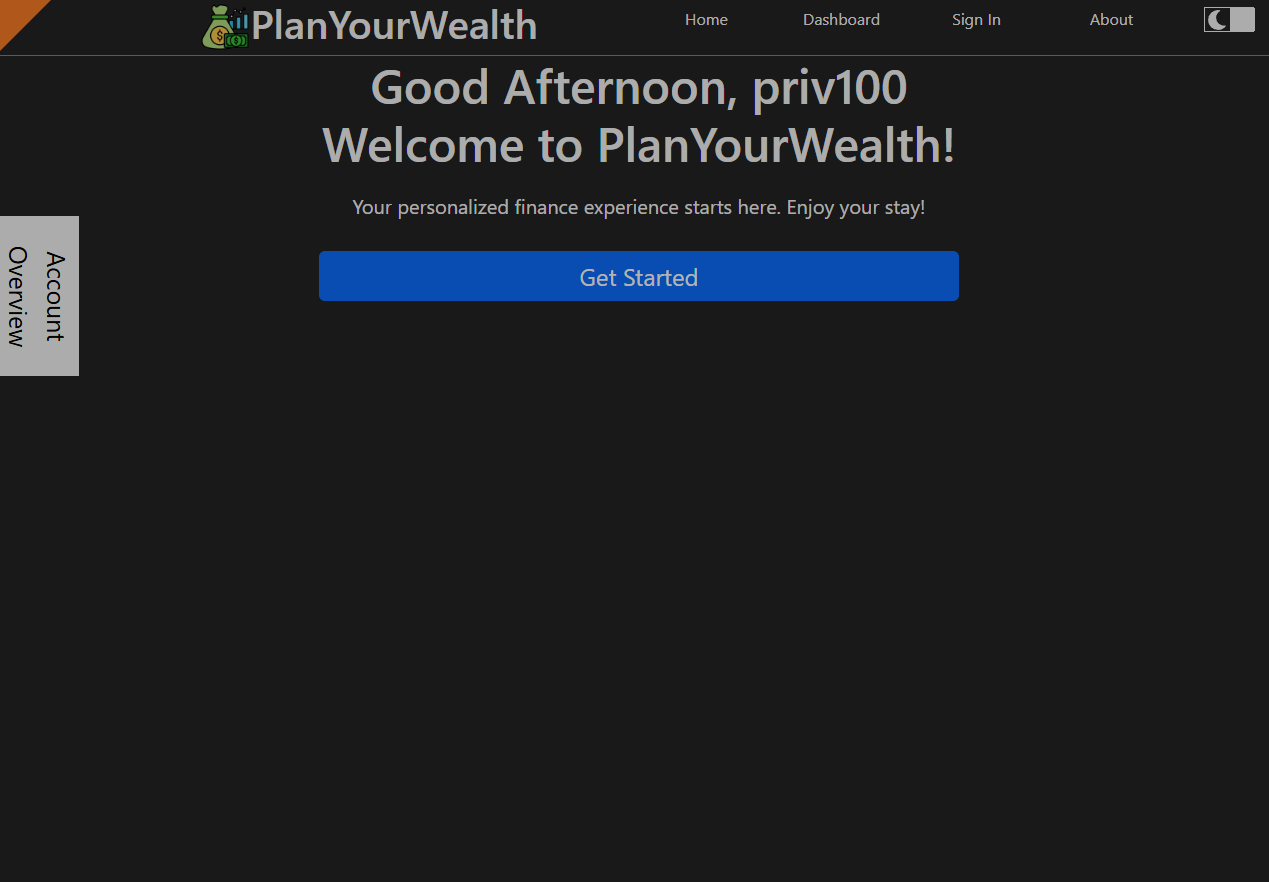 PlanYourWealth
Home
Dashboard
Sign In
About
Good Afternoon, priv100
Welcome to PlanYourWealth!
Your personalized finance experience starts here. Enjoy your stay!
Get Started
Account
Overview